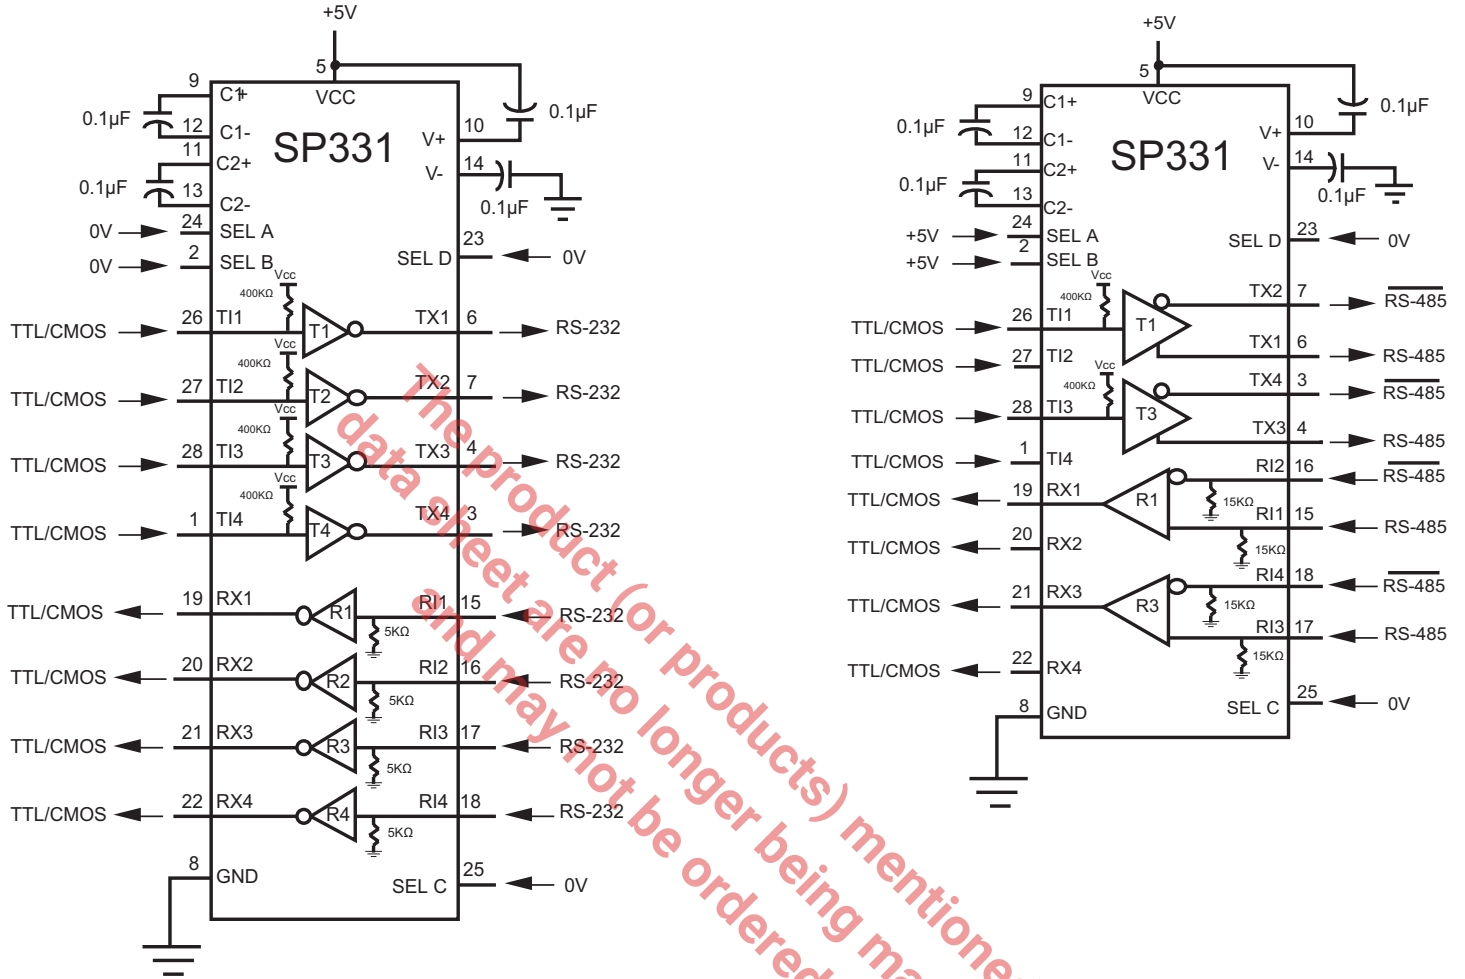 +5V
5
VCC
9
C1+
0.1µF
12
C1-
11
C2+
0.1µF
13
C2-
24
0V
SEL A
2
0V
SEL B
SP331
0.1µF
10
V+
14
V-
0.1µF
23
SEL D
0V
Vcc
400KΩ
TTL/CMOS
26
TI1
T1
TX1
6
RS-232
Vcc
400KΩ
TTL/CMOS
27
TI2
T2
TX2
7
RS-232
Vcc
400KΩ
TTL/CMOS
28
TI3
T3
TX3
4
RS-232
Vcc
400KΩ
TTL/CMOS
1
TI4
T4
TX4
3
RS-232
TTL/CMOS
19
RX1
R1
RI1
15
RS-232
5KΩ
TTL/CMOS
20
RX2
R2
RI2
16
RS-232
5KΩ
TTL/CMOS
21
RX3
R3
RI3
17
RS-232
5KΩ
TTL/CMOS
22
RX4
R4
RI4
18
RS-232
5KΩ
8
GND
SEL C
25
0V
+5V
5
VCC
9
C1+
0.1µF
12
C1-
11
C2+
0.1µF
13
C2-
24
+5V
SEL A
2
+5V
SEL B
SP331
0.1µF
10
V+
14
V-
0.1µF
23
SEL D
0V
Vcc
400KΩ
TTL/CMOS
26
TI1
T1
TX2
7
RS-485
TX1
6
RS-485
TTL/CMOS
27
TI2
Vcc
400KΩ
TTL/CMOS
28
TI3
T3
TX4
3
RS-485
TX3
4
RS-485
TTL/CMOS
1
TI4
TTL/CMOS
19
RX1
R1
RI2
16
RS-485
15KΩ
RI1
15
RS-485
15KΩ
TTL/CMOS
20
RX2
TTL/CMOS
21
RX3
R3
RI4
18
RS-485
15KΩ
RI3
17
RS-485
15KΩ
TTL/CMOS
22
RX4
8
GND
SEL C
25
0V
The product (or products) mentione
data sheet are no longer being ma
and may not be ordered